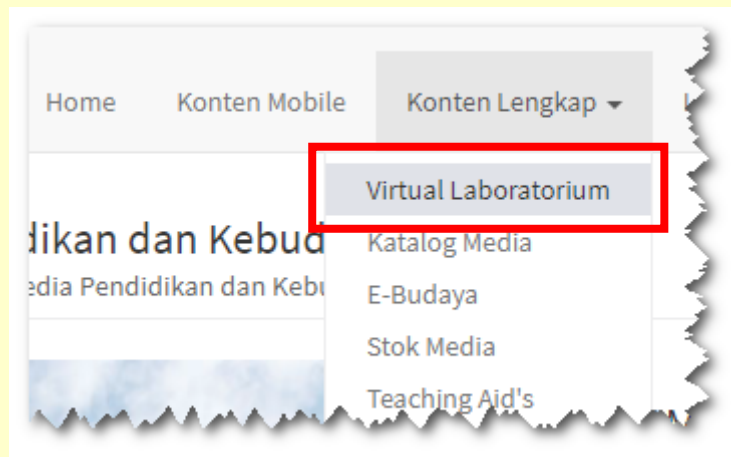 Home Konten Mobile Konten Lengkap
Virtual Laboratorium
dikan dan Kebud
Katalog Media
edia Pendidikan dan Kebu
E-Budaya
Stok Media
Teaching Aid's